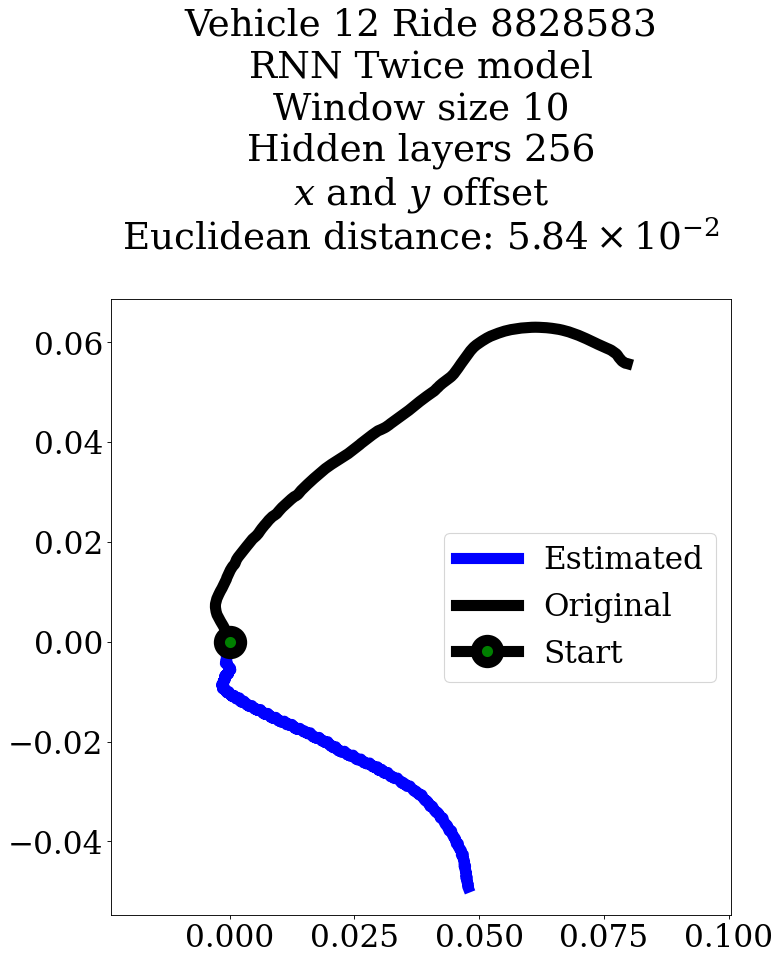 Vehicle 12 Ride 8828583
RNN Twice model
Window size 10
Hidden layers 256
x and y offset
Euclidean distance: 5.84 × 10⁻²
0.06
0.04
0.02
0.00
−0.02
−0.04
Estimated
Original
Start
0.000 0.025 0.050 0.075 0.100